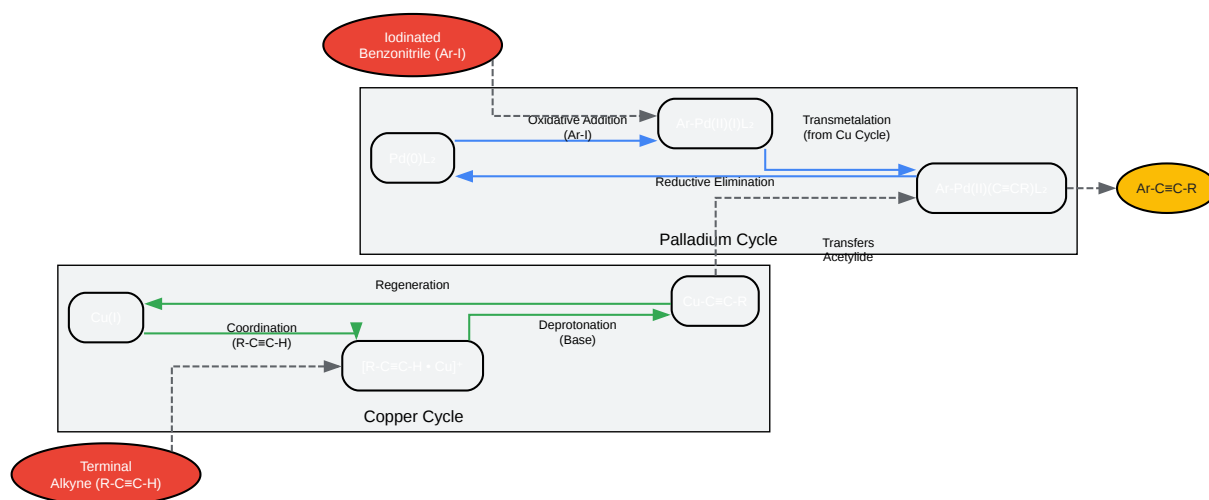 Iodinated
Benzonitrile (Ar-I)
Oxidative Addition
(Ar-I)
Ar-Pd(II)(I)L₂
Transmetalation
(from Cu Cycle)
Pd(0)L₂
Reductive Elimination
Ar-Pd(II)(C≡CR)L₂
Ar-C≡C-R
Palladium Cycle
Transfers
Acetylide
Regeneration
Cu-C≡C-R
Cu(I)
Coordination
(R-C≡C-H)
Deprotonation
(Base)
[R-C≡C-H • Cu]⁺
Copper Cycle
Terminal
Alkyne (R-C≡C-H)